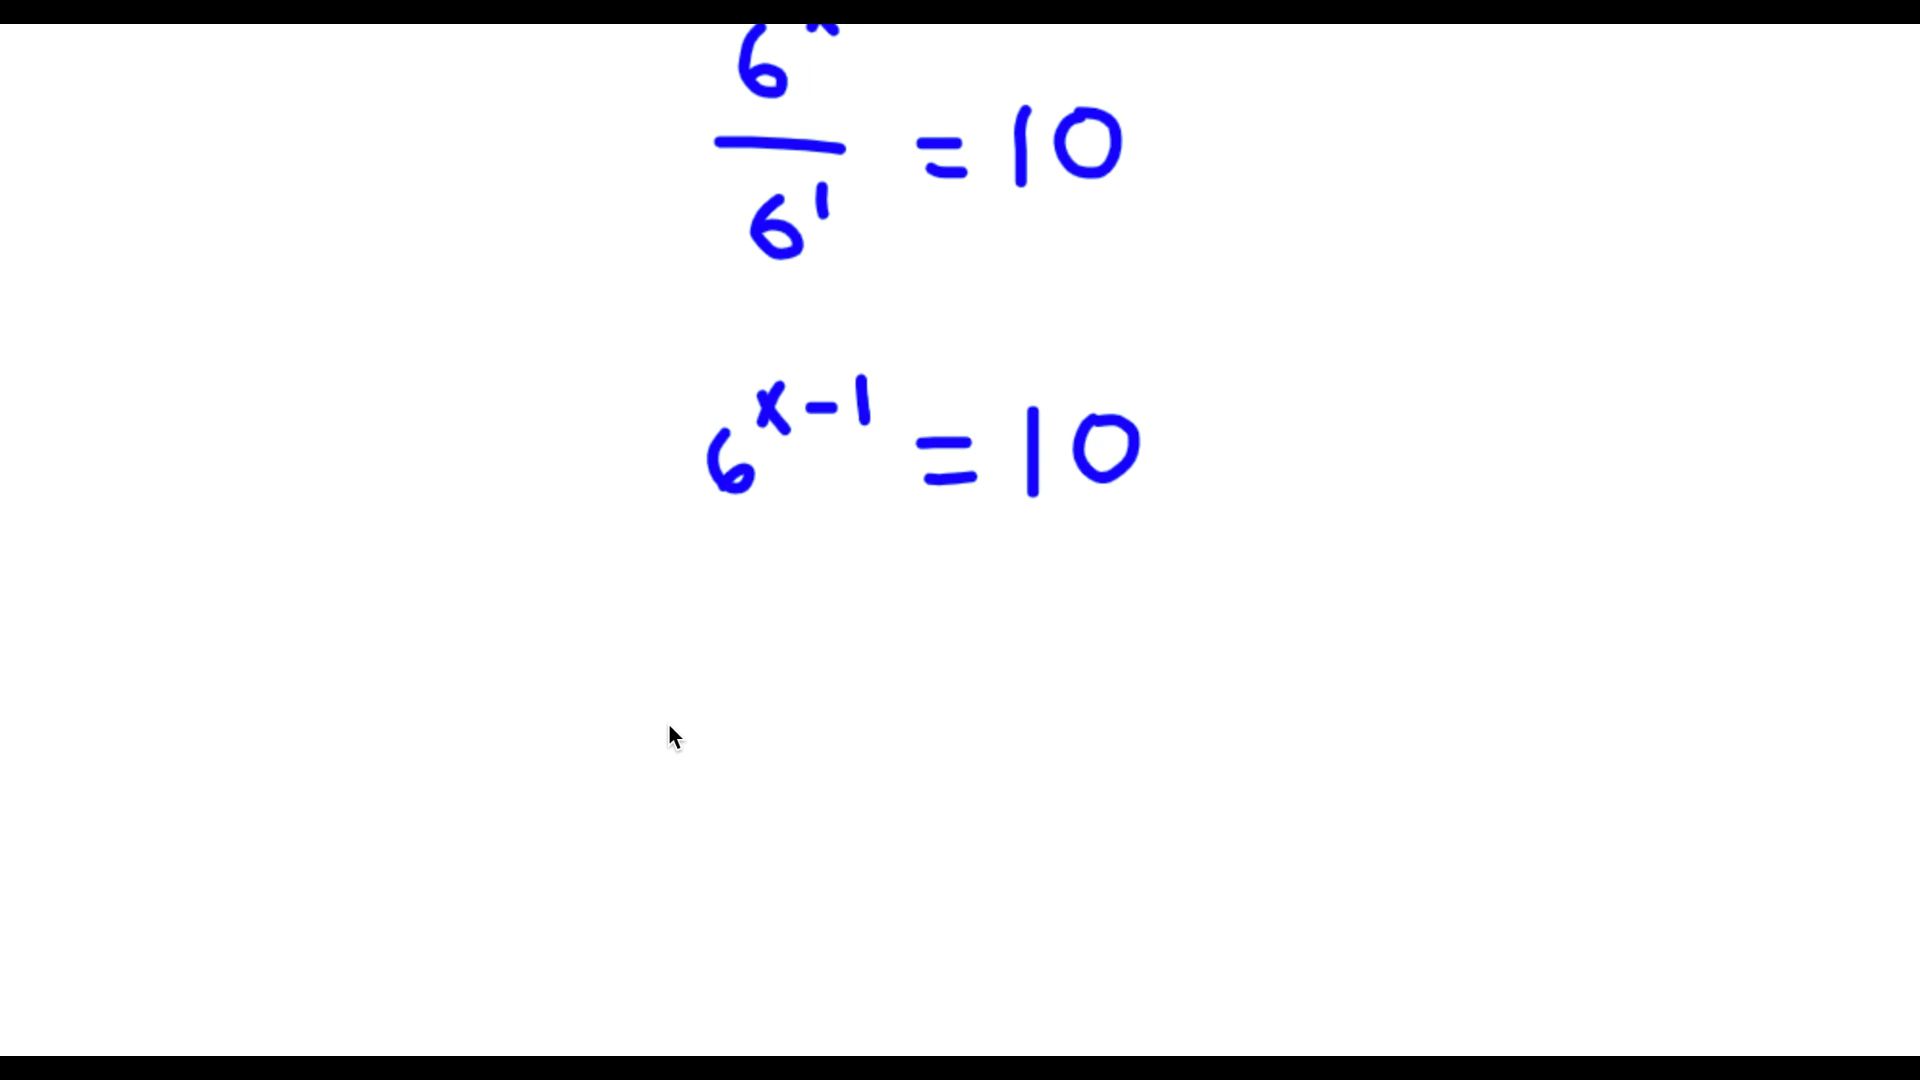 6^x
—— = 10
6^1
6^{x-1} = 10